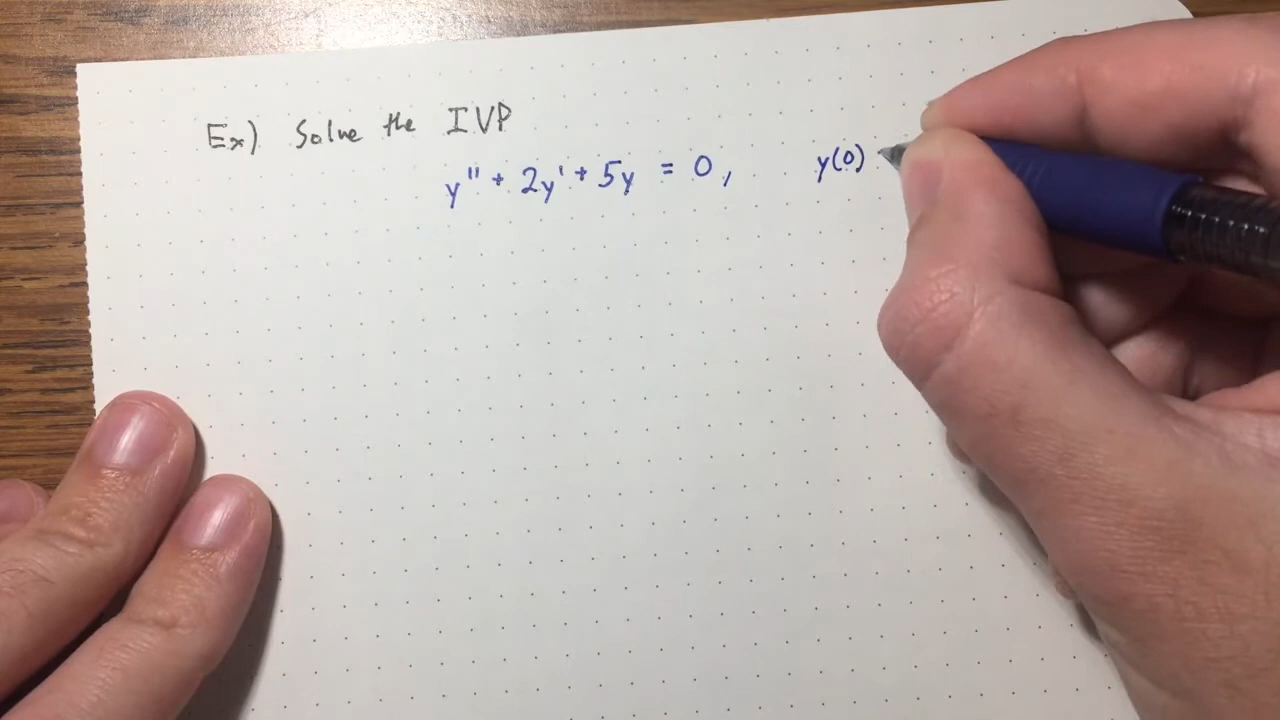 Ex) Solve the IVP
y'' + 2y' + 5y = 0, y(0)